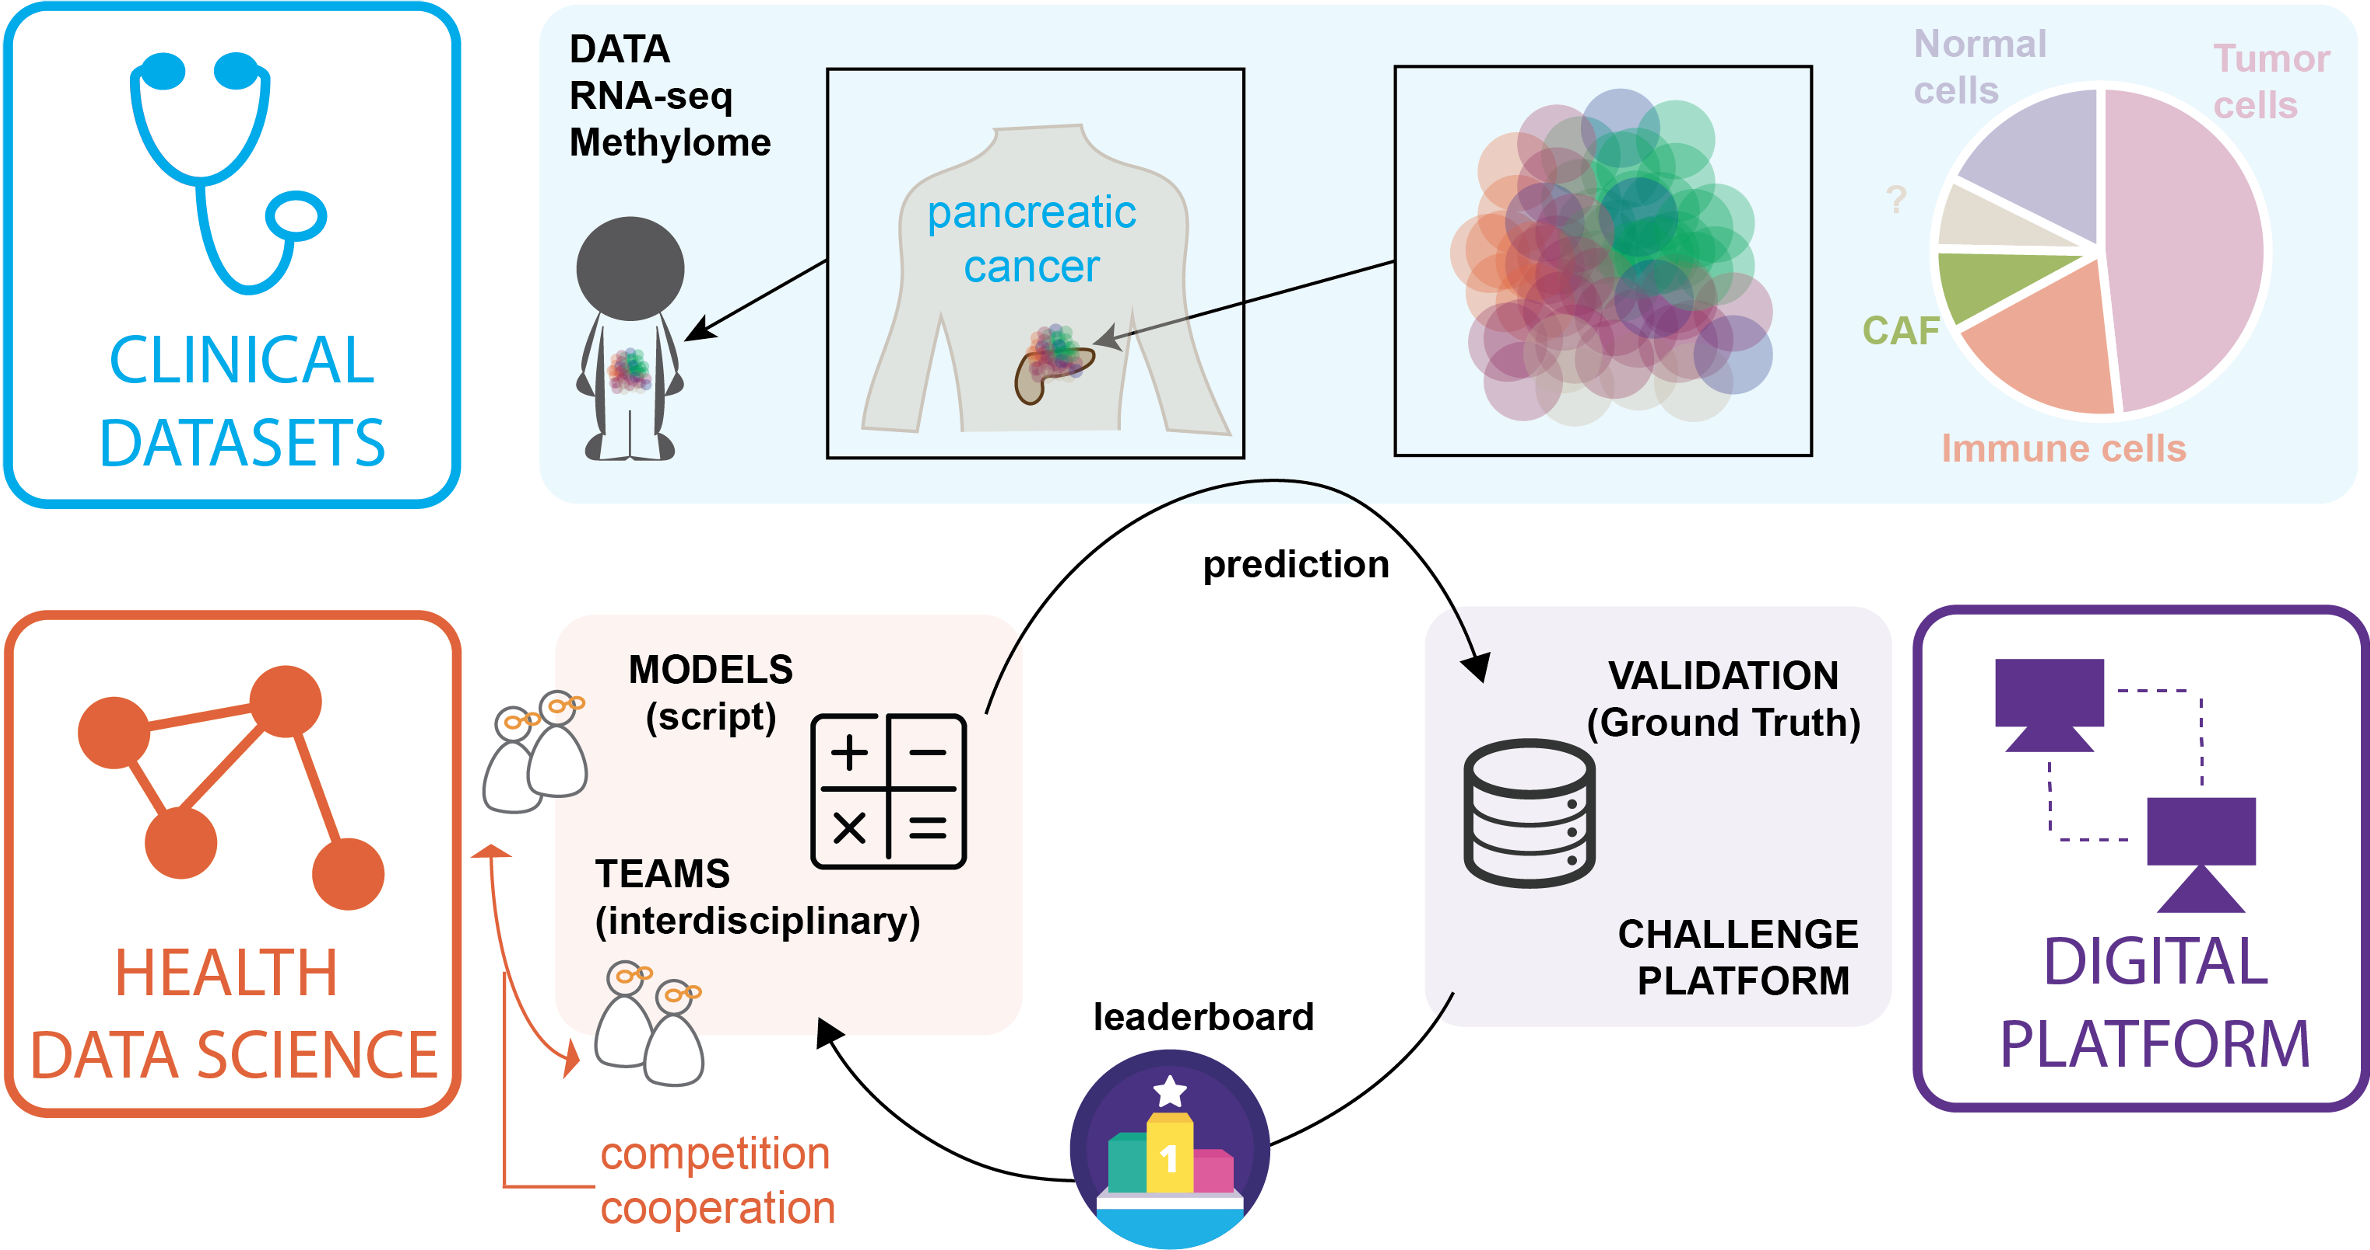 CLINICAL
DATASETS
DATA
RNA-seq
Methylome
pancreatic
cancer
Normal
cells
Tumor
cells
?
CAF
Immune cells
prediction
HEALTH
DATA SCIENCE
MODELS
(script)
TEAMS
(interdisciplinary)
competition
cooperation
leaderboard
1
VALIDATION
(Ground Truth)
CHALLENGE
PLATFORM
DIGITAL
PLATFORM